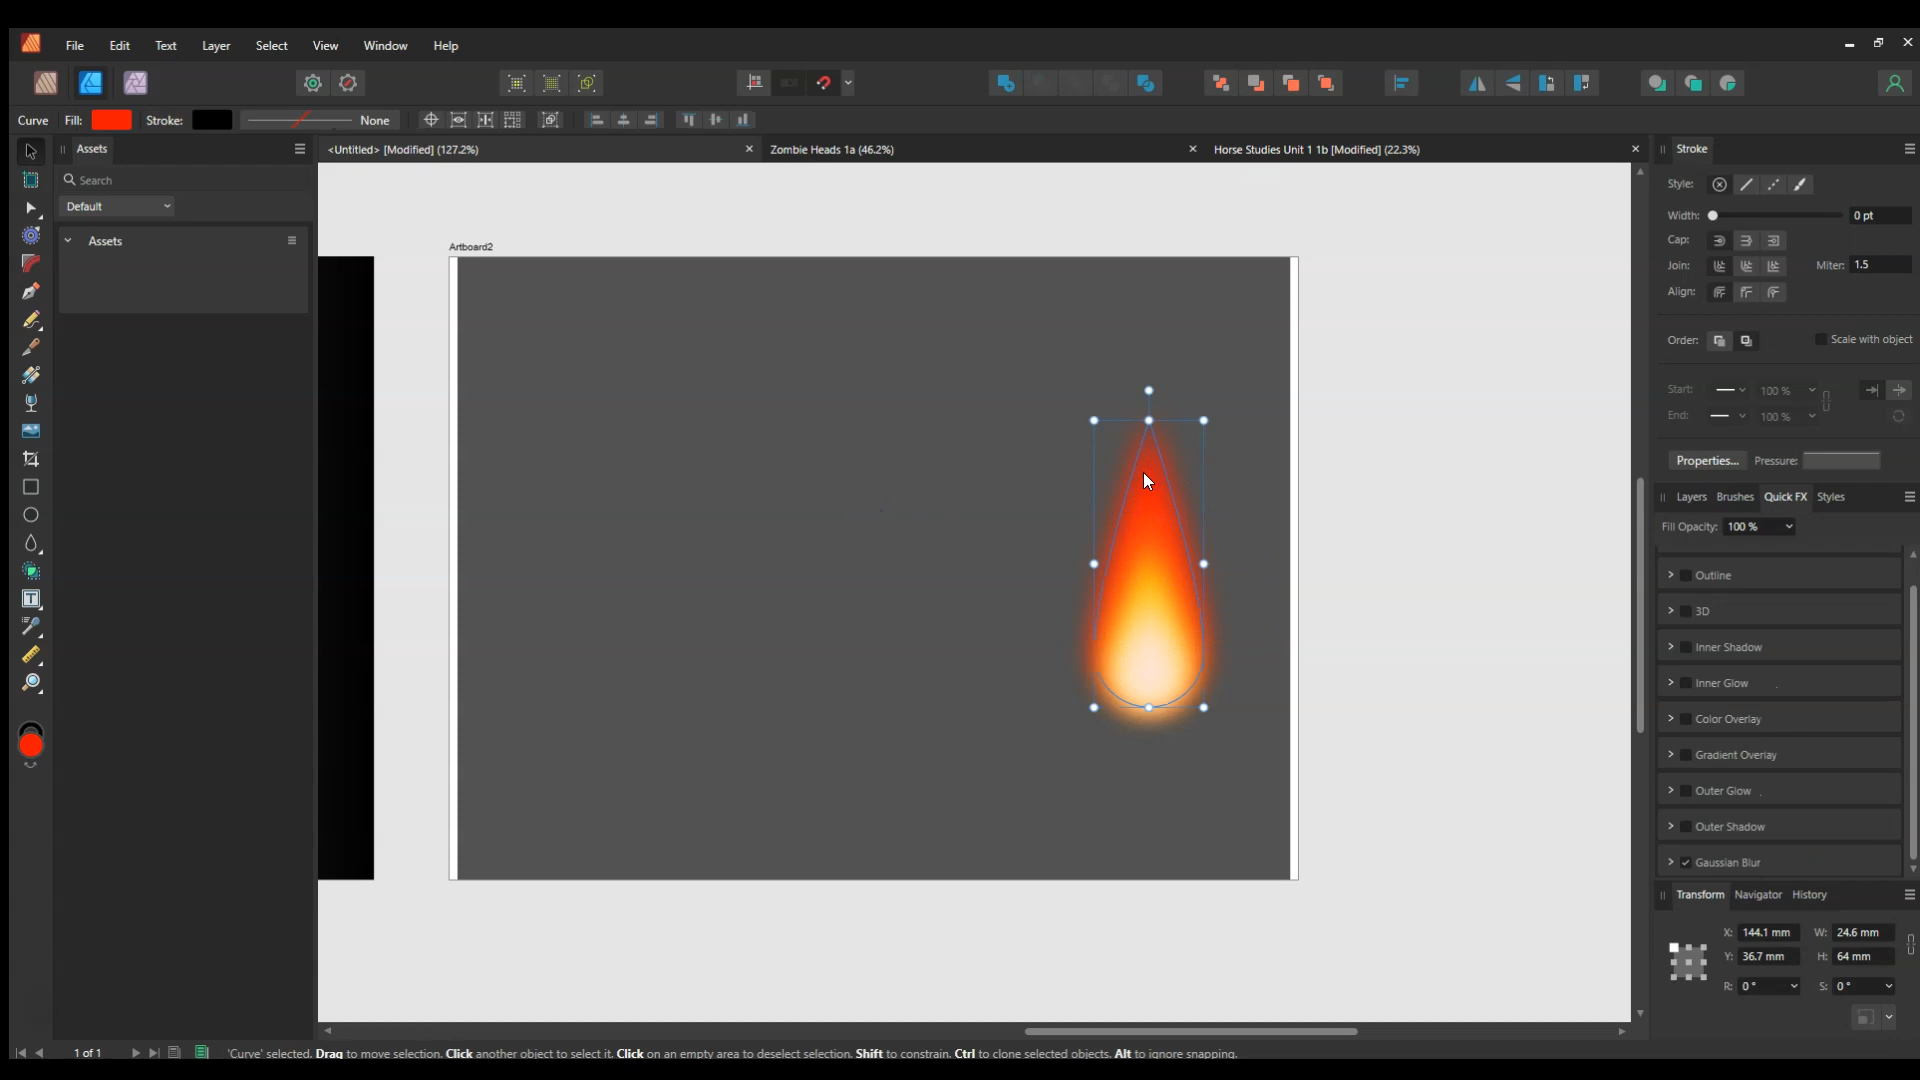 File Edit Text Layer Select View Window Help
Curve Fill: Stroke: None
Assets
<Untitled> [Modified] (127.2%) Zombie Heads 1a (46.2%) Horse Studies Unit 1 1b [Modified] (22.3%)
Search
Default
Assets
Artboard2
Stroke
Style:
Width: 0 pt
Cap:
Join: Miter: 1.5
Align:
Order: Scale with object
Start: 100 %
End: 100 %
Properties... Pressure:
Layers Brushes Quick FX Styles
Fill Opacity: 100 %
Outline
3D
Inner Shadow
Inner Glow
Color Overlay
Gradient Overlay
Outer Glow
Outer Shadow
Gaussian Blur
Transform Navigator History
X: 144.1 mm W: 24.6 mm
Y: 36.7 mm H: 64 mm
R: 0 ° S: 0 °
1 of 1 'Curve' selected. Drag to move selection. Click another object to select it. Click on an empty area to deselect selection. Shift to constrain. Ctrl to clone selected objects. Alt to ignore snapping.